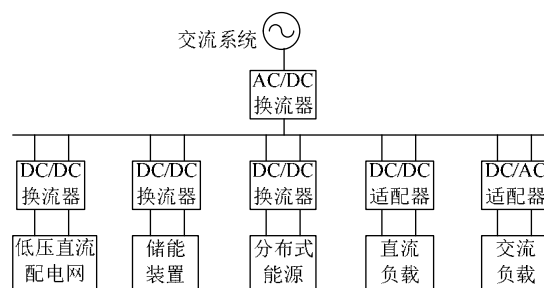 交流系统
AC/DC
换流器
DC/DC
换流器
DC/DC
换流器
DC/DC
换流器
DC/DC
适配器
DC/AC
适配器
低压直流
配电网
储能
装置
分布式
能源
直流
负载
交流
负载